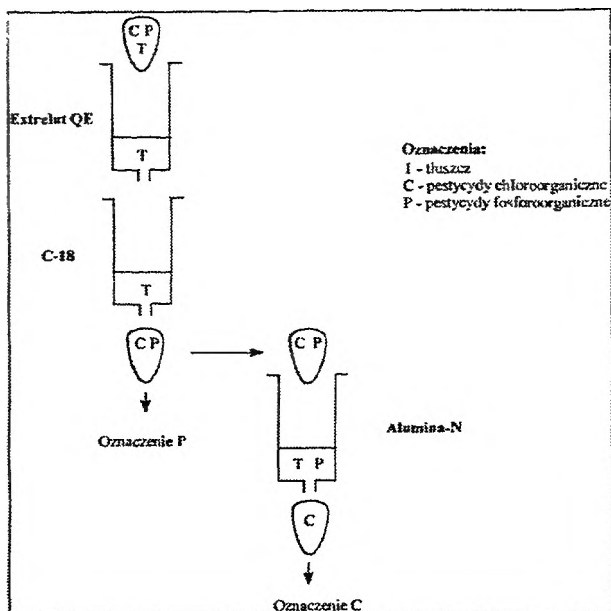 C P
T
Extrelut QE
T
Oznaczenia:
T - tłuszcz
C - pestycydy chloroorganiczne
P - pestycydy fosforoorganiczne
C-18
T
C P
C P
Oznaczenie P
Alumina-N
T P
C
Oznaczenie C